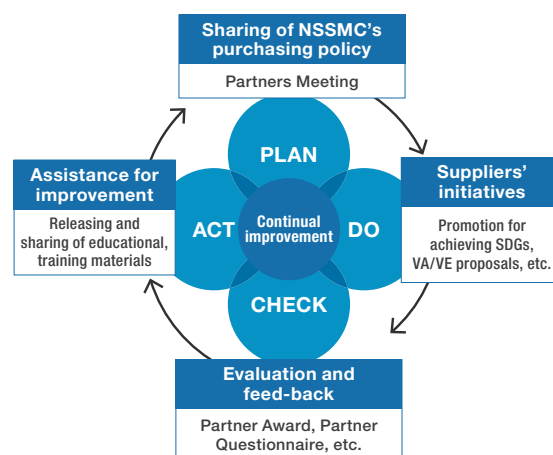 Sharing of NSSMC's
purchasing policy
Partners Meeting
PLAN
Assistance for
improvement
Releasing and
sharing of educational,
training materials
ACT
Continual
improvement
DO
Suppliers'
initiatives
Promotion for
achieving SDGs,
VA/VE proposals, etc.
CHECK
Evaluation and
feed-back
Partner Award, Partner
Questionnaire, etc.